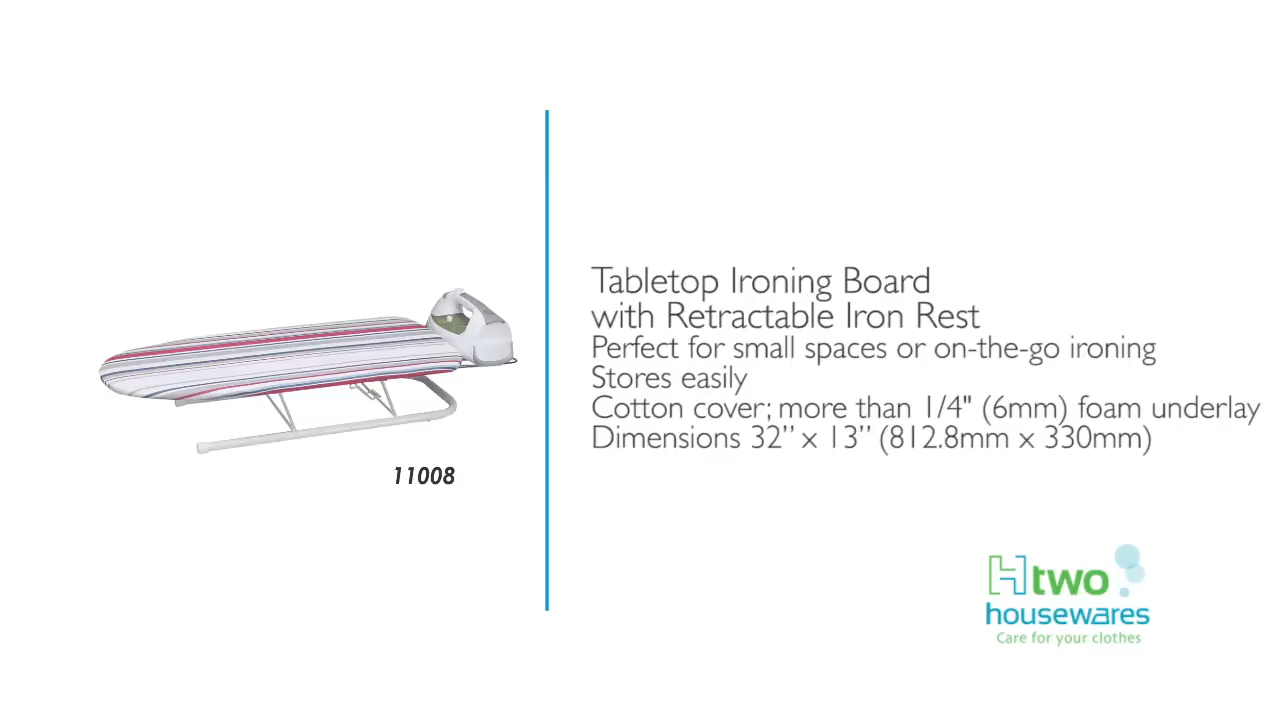 Tabletop Ironing Board
with Retractable Iron Rest
Perfect for small spaces or on-the-go ironing
Stores easily
Cotton cover; more than 1/4" (6mm) foam underlay
Dimensions 32” x 13” (812.8mm x 330mm)
11008
H two
housewares
Care for your clothes